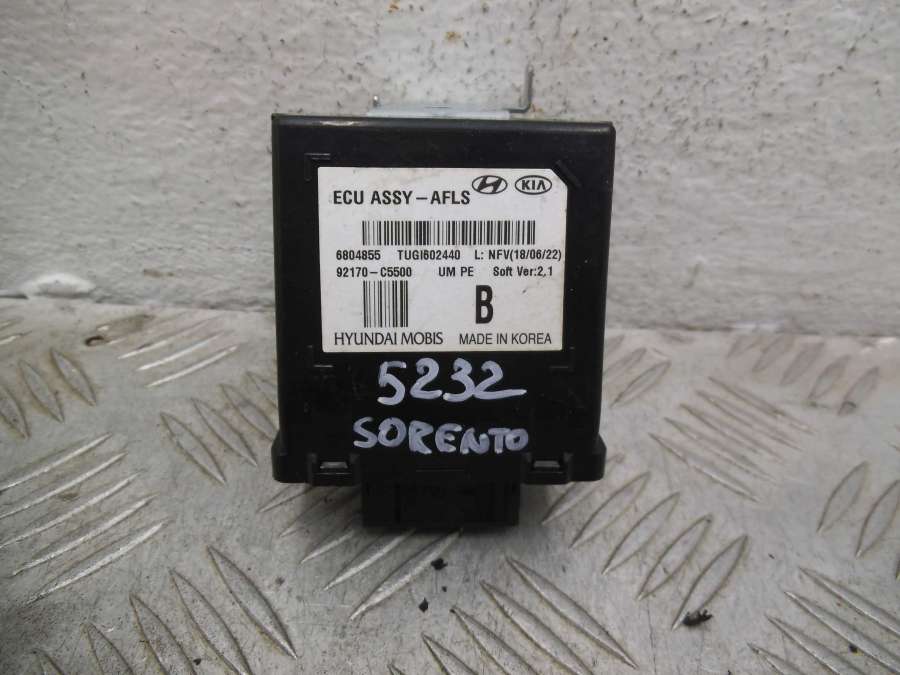 ECU ASSY-AFLS KIA
6804855 TUGI602440 L: NFV(18/06/22)
92170-C5500 UM PE Soft Ver:2,1
B
HYUNDAI MOBIS MADE IN KOREA
5232
SORENTO